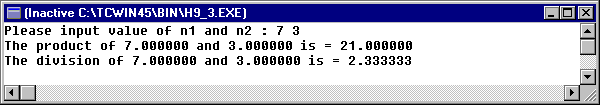 (Inactive C:\TCWIN45\BIN\H9_3.EXE)
Please input value of n1 and n2 : 7 3
The product of 7.000000 and 3.000000 is = 21.000000
The division of 7.000000 and 3.000000 is = 2.333333